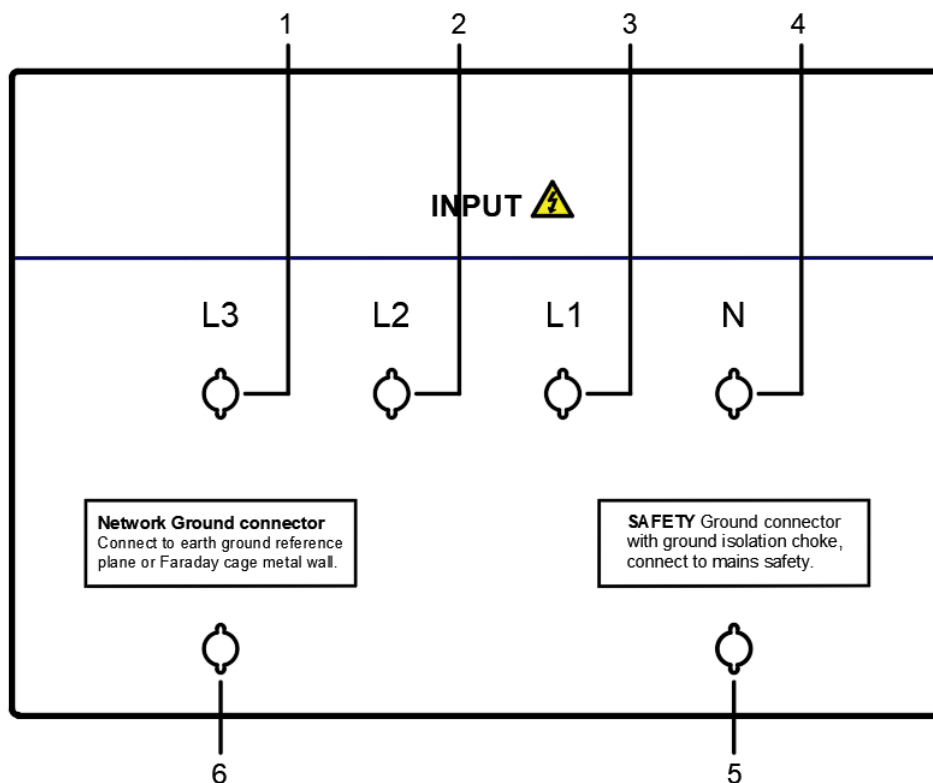 1 2 3 4
INPUT
L3 L2 L1 N
Network Ground connector
Connect to earth ground reference
plane or Faraday cage metal wall.
SAFETY Ground connector
with ground isolation choke,
connect to mains safety.
6 5